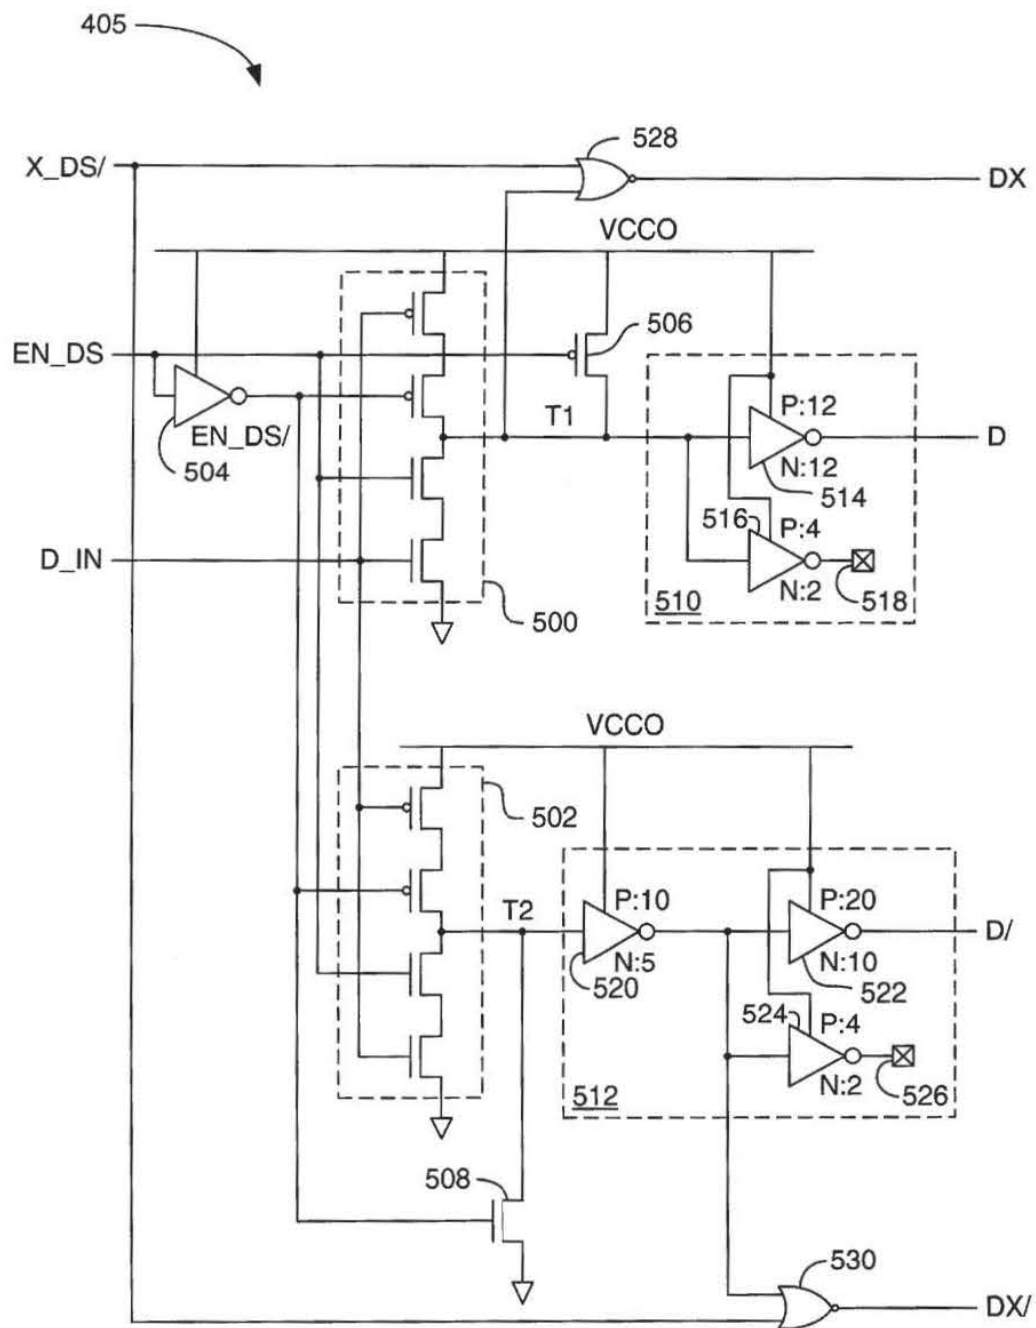 405
X_DS/
528
DX
VCCO
EN_DS
506
T1
P:12
D
EN_DS/
504
N:12
514
516
P:4
D_IN
N:2
518
510
500
VCCO
502
T2
P:10
P:20
D/
N:5
520
N:10
522
524
P:4
N:2
526
512
508
530
DX/